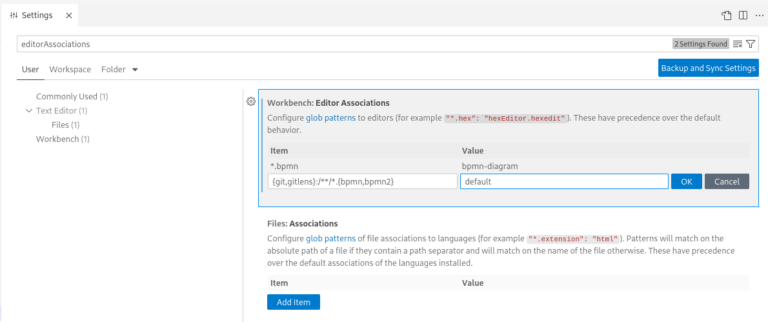 Settings
editorAssociations
2 Settings Found
User Workspace Folder
Backup and Sync Settings
Commonly Used (1)
Text Editor (1)
Files (1)
Workbench (1)
Workbench: Editor Associations
Configure glob patterns to editors (for example "*.hex": "hexEditor.hexedit"). These have precedence over the default
behavior.
Item Value
*.bpmn bpmn-diagram
{git,gitlens}:/**/*.{bpmn,bpmn2} default OK Cancel
Files: Associations
Configure glob patterns of file associations to languages (for example "*.extension": "html"). Patterns will match on the
absolute path of a file if they contain a path separator and will match on the name of the file otherwise. These have precedence
over the default associations of the languages installed.
Item Value
Add Item